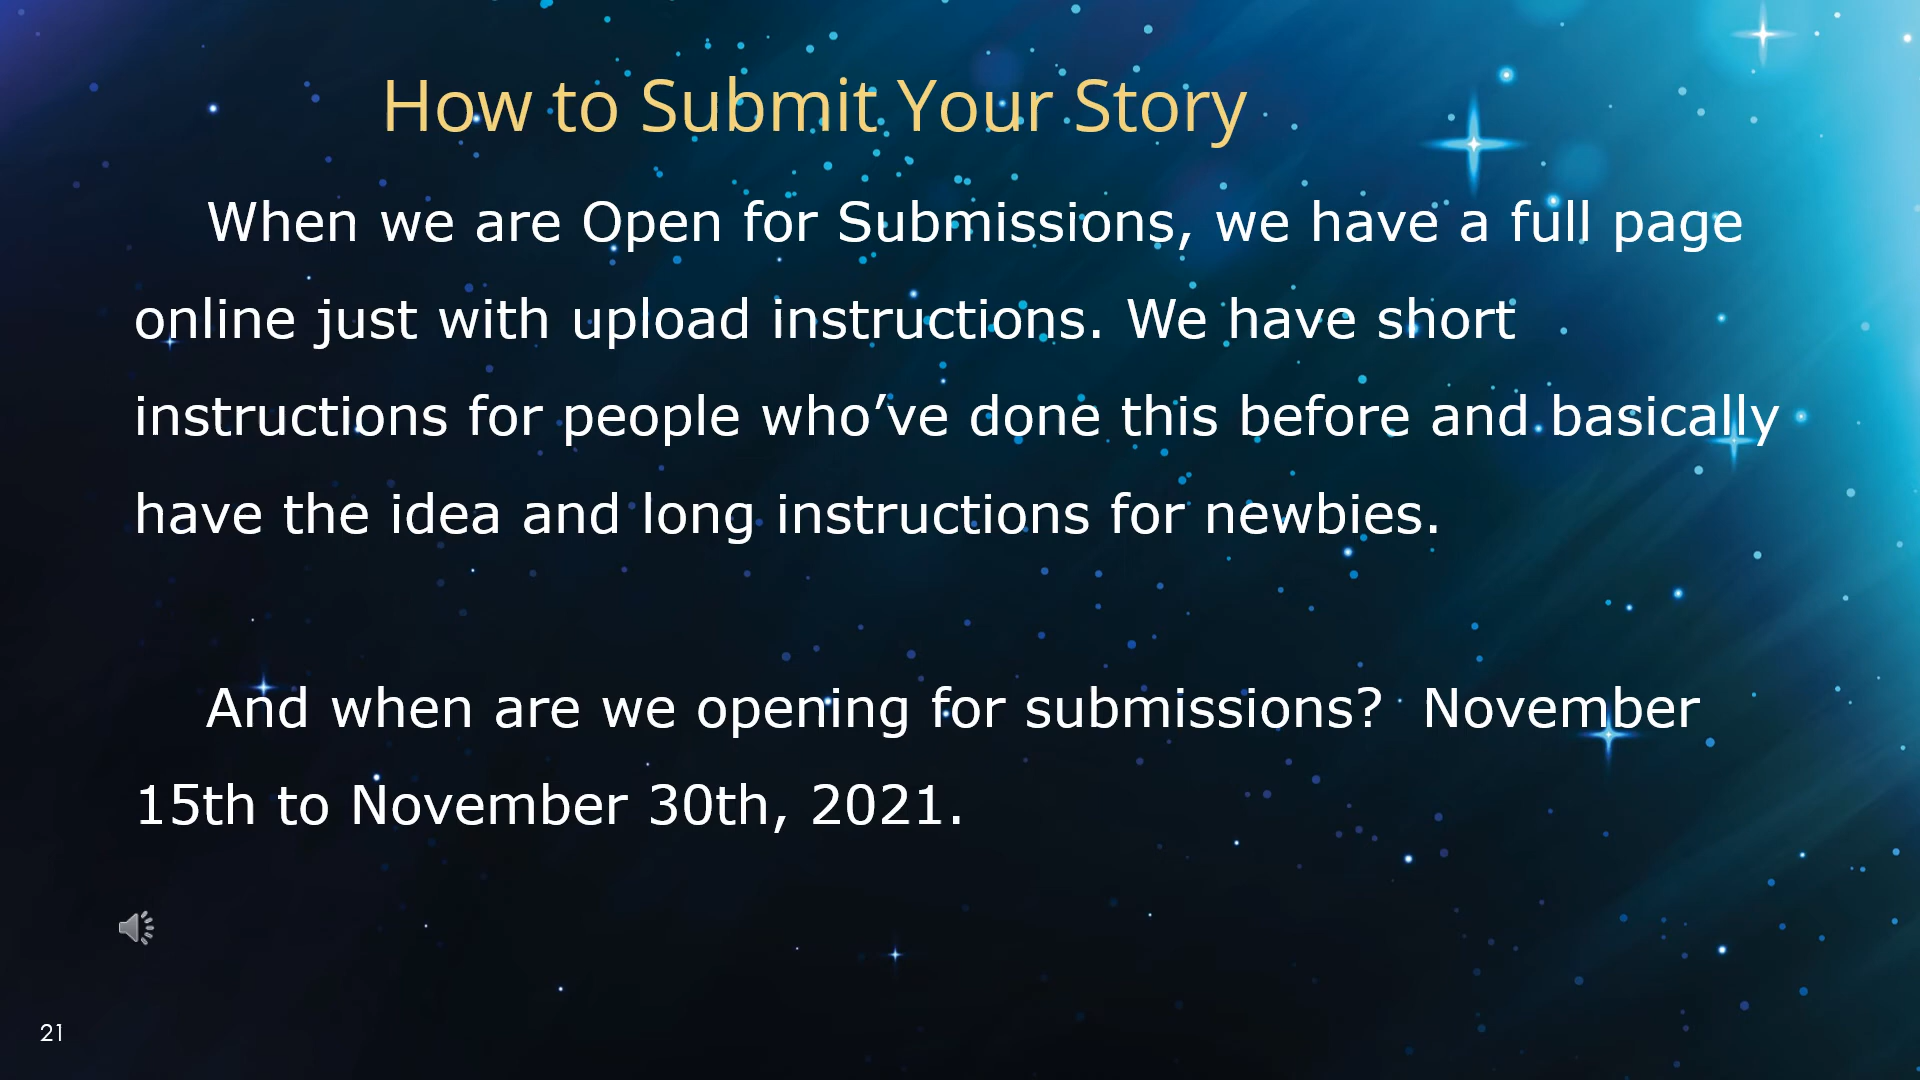 How to Submit Your Story
When we are Open for Submissions, we have a full page
online just with upload instructions. We have short
instructions for people who’ve done this before and basically
have the idea and long instructions for newbies.
And when are we opening for submissions?  November
15th to November 30th, 2021.
21